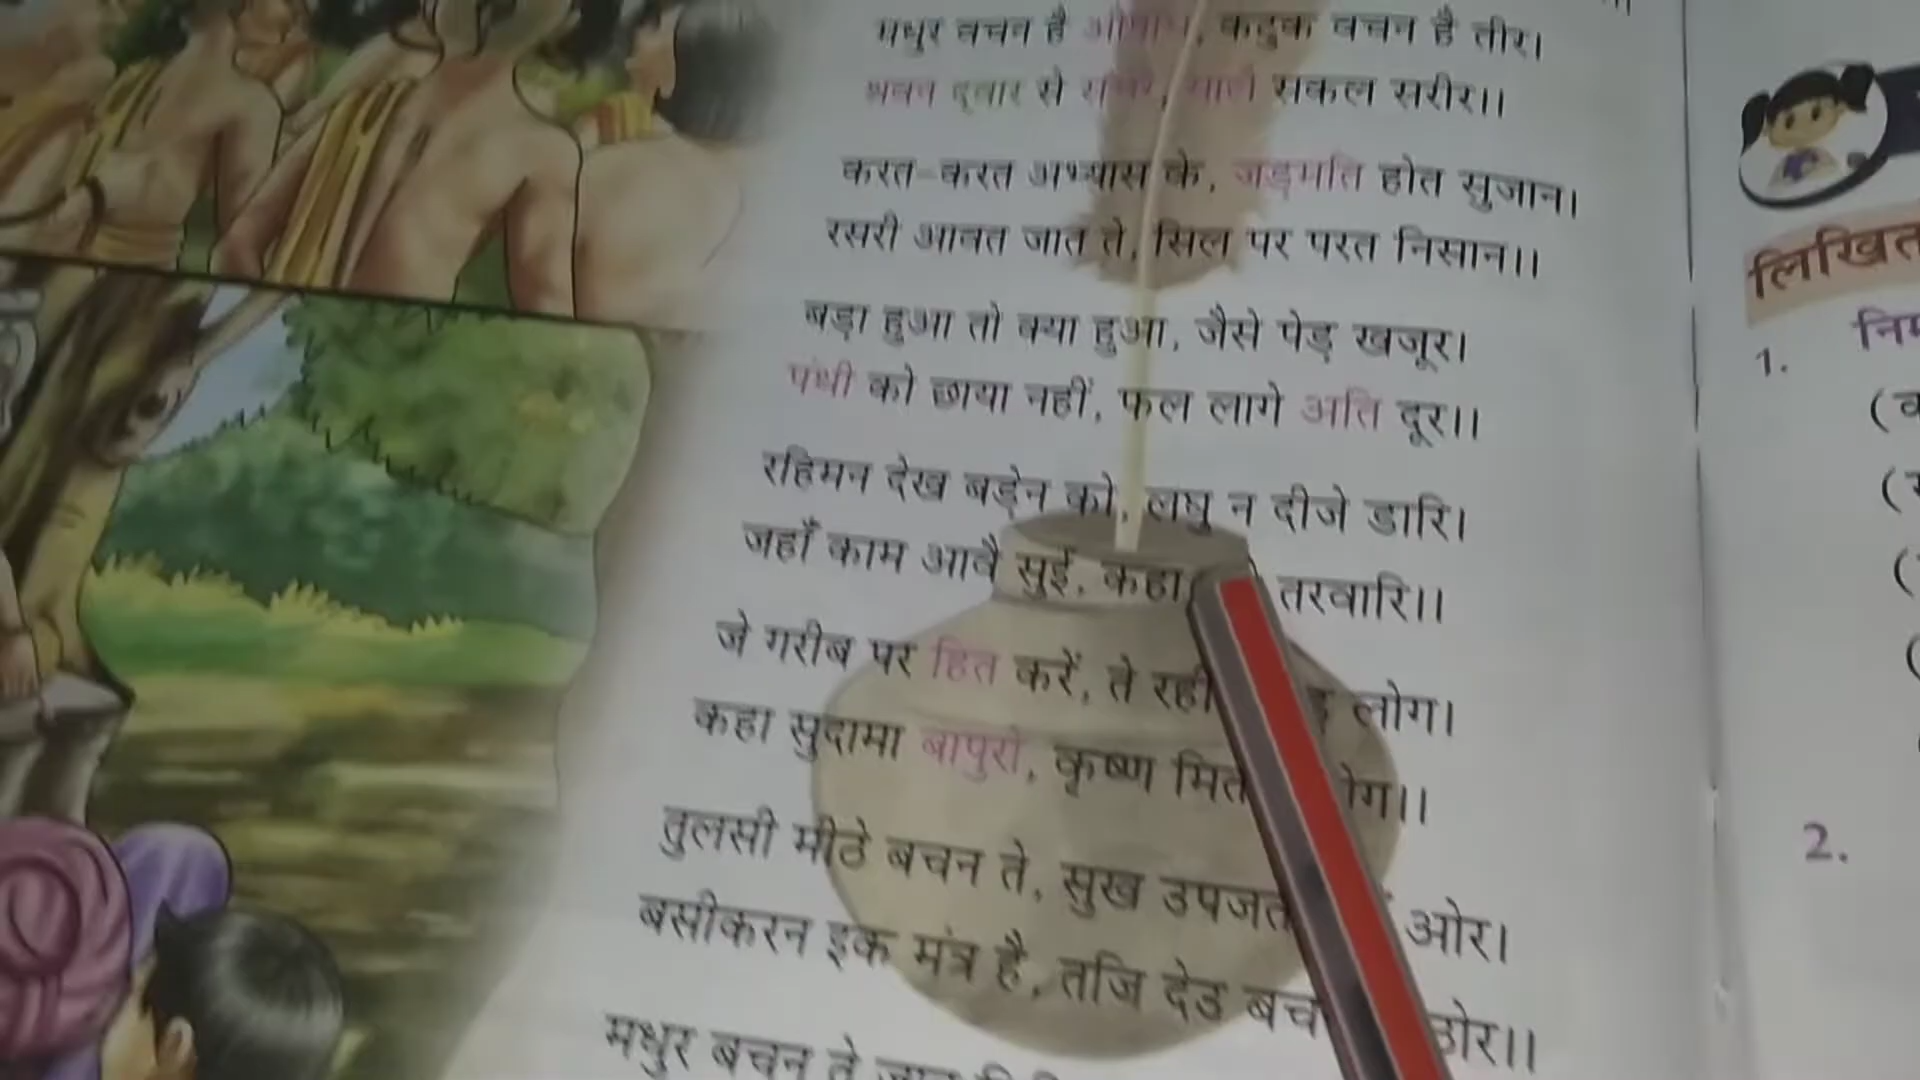 मधुर वचन है, कटुक वचन है तीर।
श्रवन द्वार से सकल सरीर।।
करत-करत अभ्यास के, जड़मति होत सुजान।
रसरी आवत जात ते, सिल पर परत निसान।।
बड़ा हुआ तो क्या हुआ, जैसे पेड़ खजूर।
पंथी को छाया नहीं, फल लागे अति दूर।।
रहिमन देख बड़ेन को, लघु न दीजे डारि।
जहाँ काम आवै सुई, कहा तरवारि।।
जे गरीब पर हित करें, ते लोग।
कहा सुदामा बापुरो, कृष्ण
तुलसी मीठे बचन ते, सुख उपजत ओर।
बसीकरन इक मंत्र है, तजि देउ
मधुर बचन ते
लिखित
1.
2.